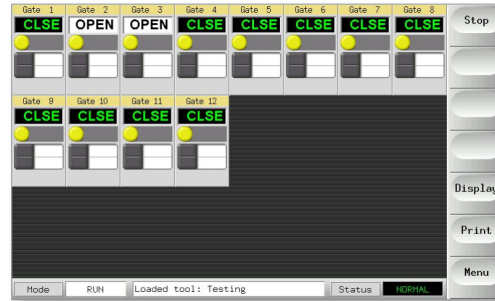 Gate 1 Gate 2 Gate 3 Gate 4 Gate 5 Gate 6 Gate 7 Gate 8
CLSE OPEN OPEN CLSE CLSE CLSE CLSE CLSE
Stop
Gate 9 Gate 10 Gate 11 Gate 12
CLSE CLSE CLSE CLSE
Display
Print
Menu
Mode RUN Loaded tool: Testing Status NORMAL